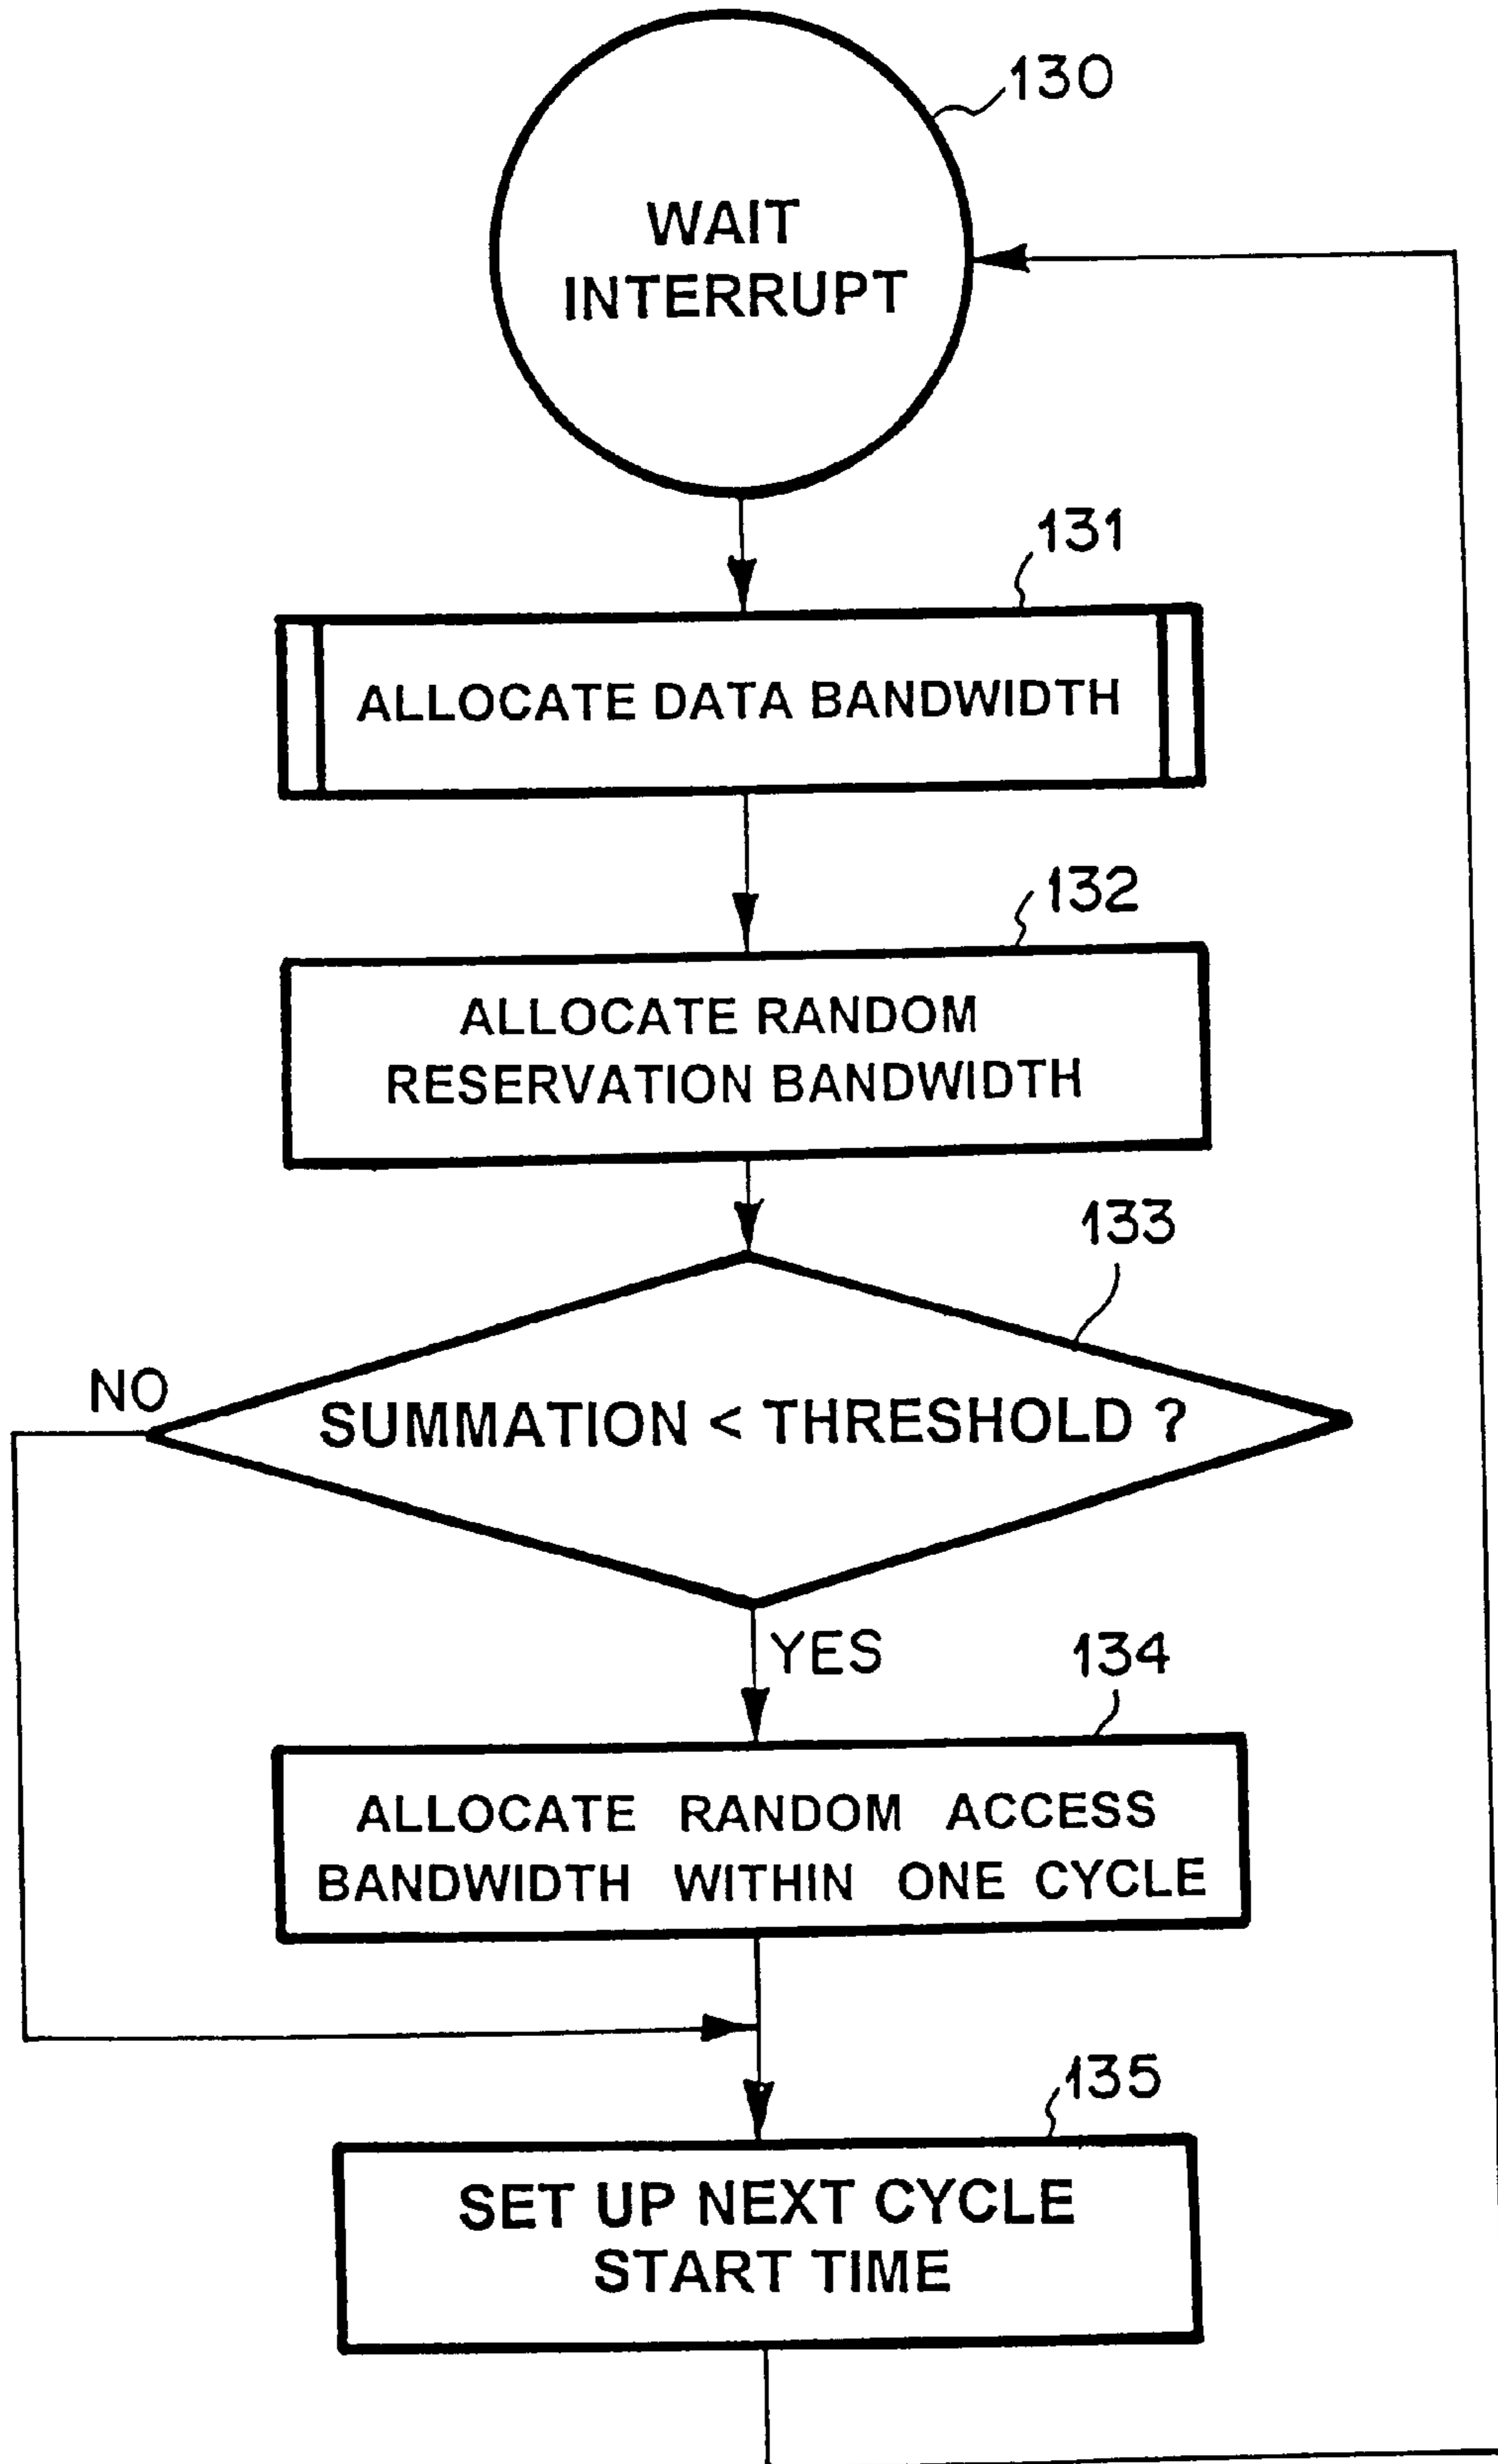 130
WAIT
INTERRUPT
131
ALLOCATE DATA BANDWIDTH
132
ALLOCATE RANDOM
RESERVATION BANDWIDTH
133
NO
SUMMATION < THRESHOLD ?
YES
134
ALLOCATE RANDOM ACCESS
BANDWIDTH WITHIN ONE CYCLE
135
SET UP NEXT CYCLE
START TIME